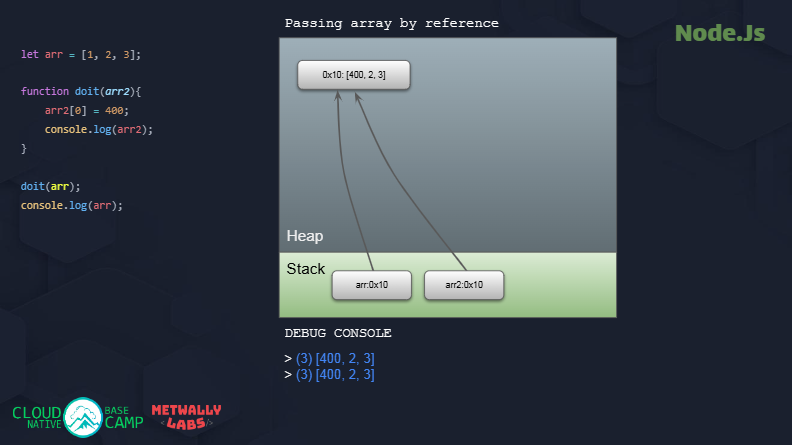 Passing array by reference
Node.Js
let arr = [1, 2, 3];
function doit(arr2){
    arr2[0] = 400;
    console.log(arr2);
}
doit(arr);
console.log(arr);
0x10: [400, 2, 3]
Heap
Stack
arr:0x10
arr2:0x10
DEBUG CONSOLE
> (3) [400, 2, 3]
> (3) [400, 2, 3]
CLOUD NATIVE
BASE CAMP
METWALLY
<LABS/>